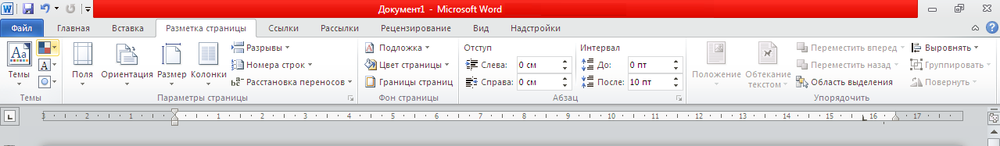 Документ1 - Microsoft Word
Файл Главная Вставка Разметка страницы Ссылки Рассылки Рецензирование Вид Надстройки
Aa Темы
A
Поля Ориентация Размер Колонки
Разрывы
Номера строк
Расстановка переносов
Подложка
Цвет страницы
Границы страниц
Отступ
Слева: 0 см
Справа: 0 см
Интервал
До: 0 пт
После: 10 пт
Положение
Обтекание текстом
Переместить вперед
Переместить назад
Область выделения
Выровнять
Группировать
Повернуть
Темы Параметры страницы Фон страницы Абзац Упорядочить
3 2 1 1 2 3 4 5 6 7 8 9 10 11 12 13 14 15 16 17